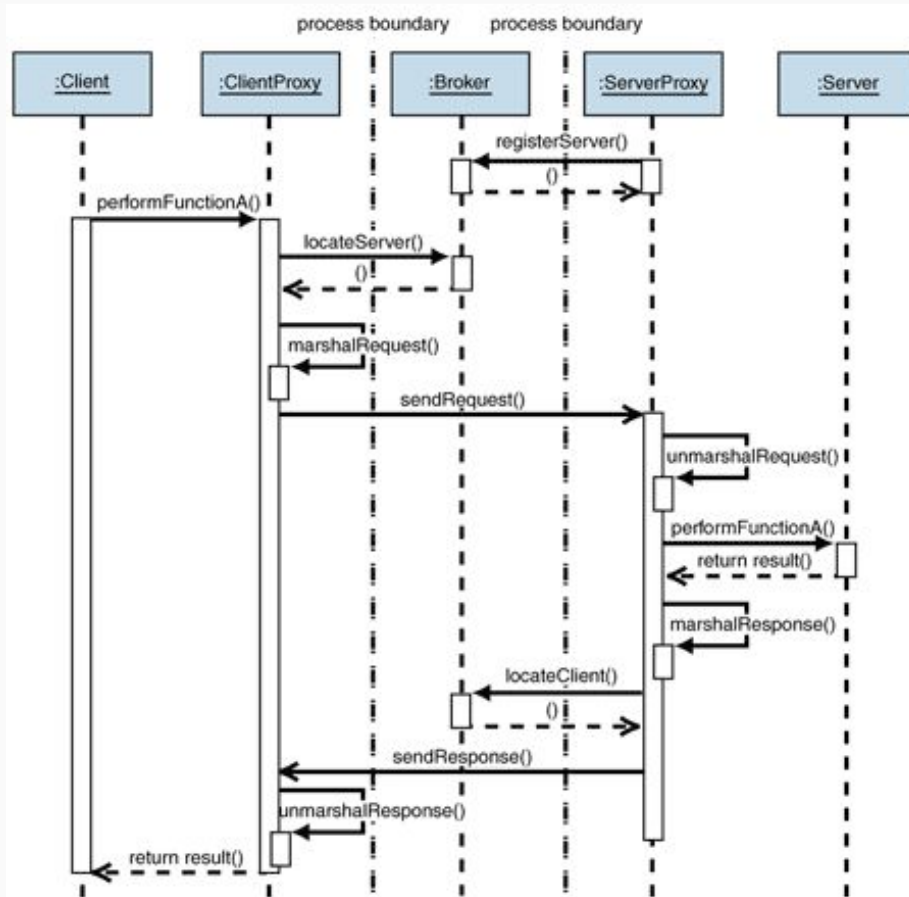 process boundary
process boundary
:Client
:ClientProxy
:Broker
:ServerProxy
:Server
registerServer()
()
performFunctionA()
locateServer()
()
marshalRequest()
sendRequest()
unmarshalRequest()
performFunctionA()
return result()
marshalResponse()
locateClient()
()
sendResponse()
unmarshalResponse()
return result()